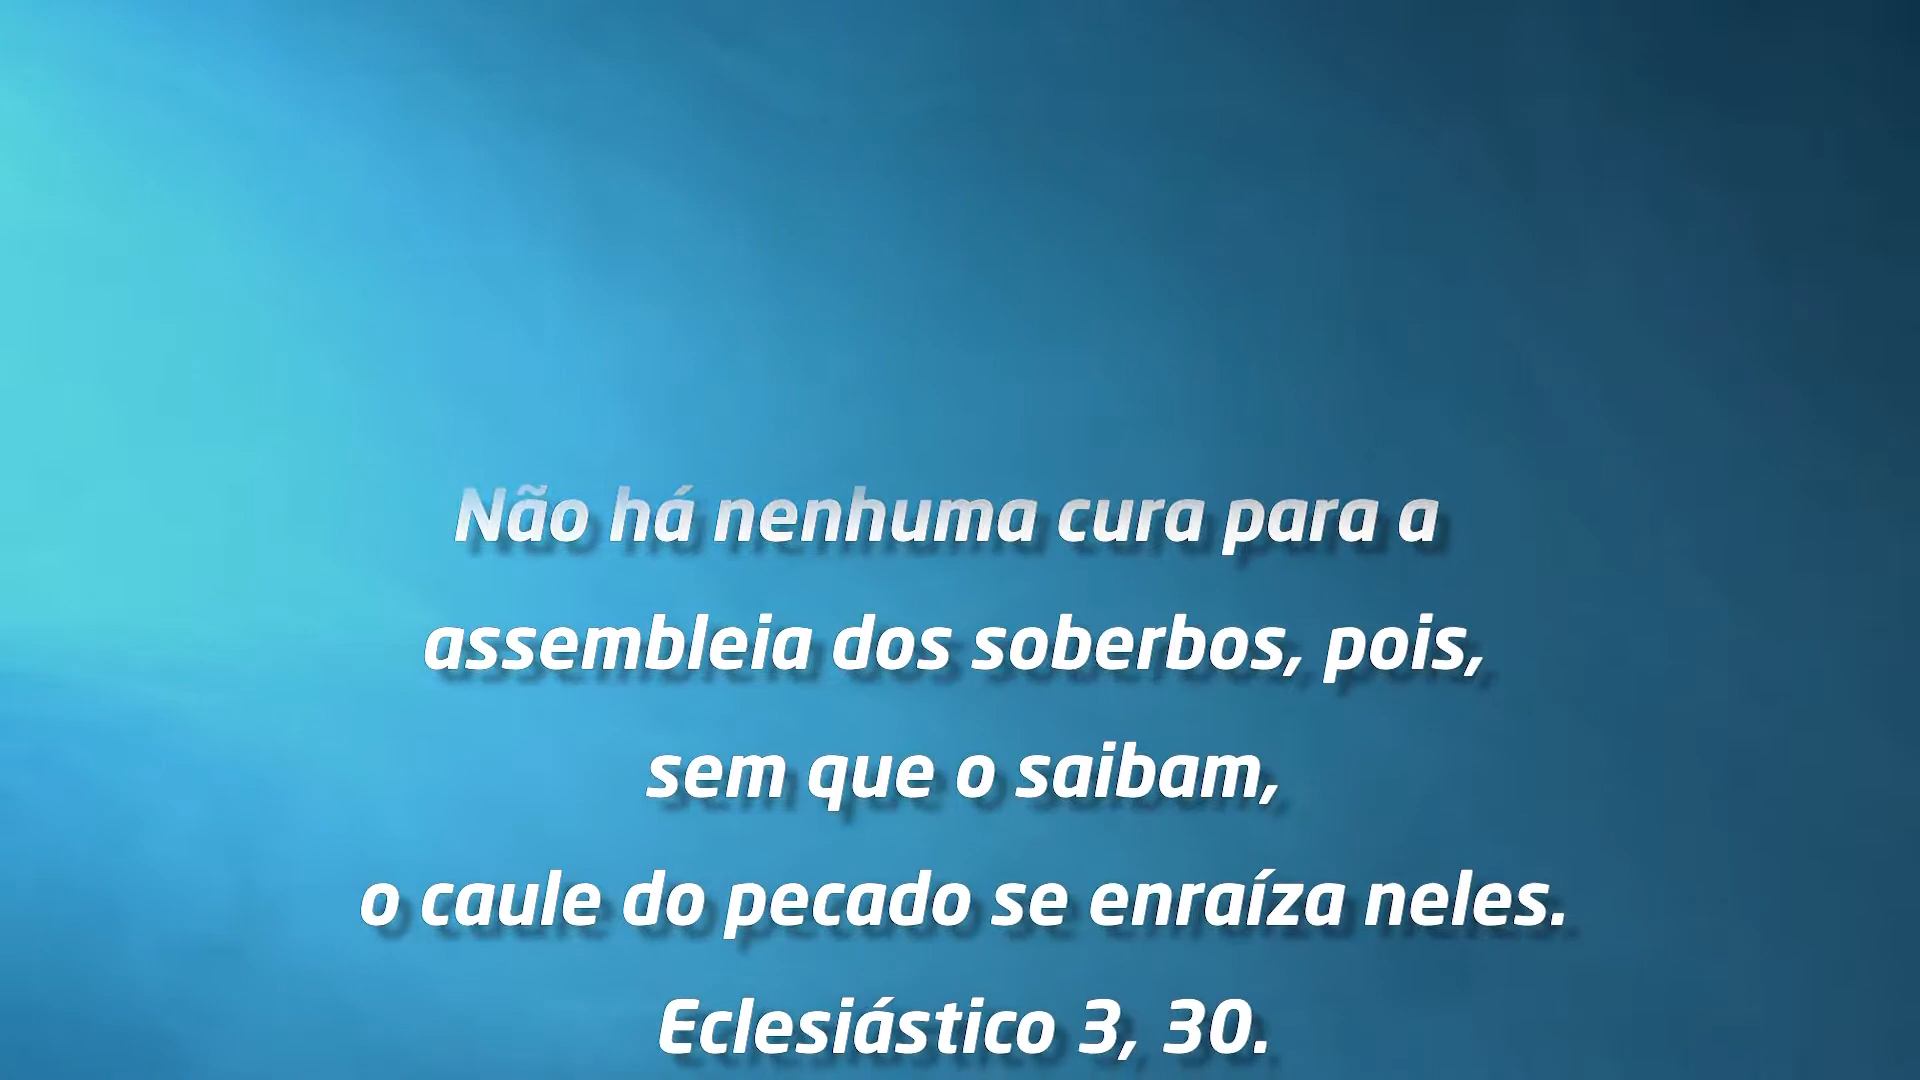 Não há nenhuma cura para a
assembleia dos soberbos, pois,
sem que o saibam,
o caule do pecado se enraíza neles.
Eclesiástico 3, 30.